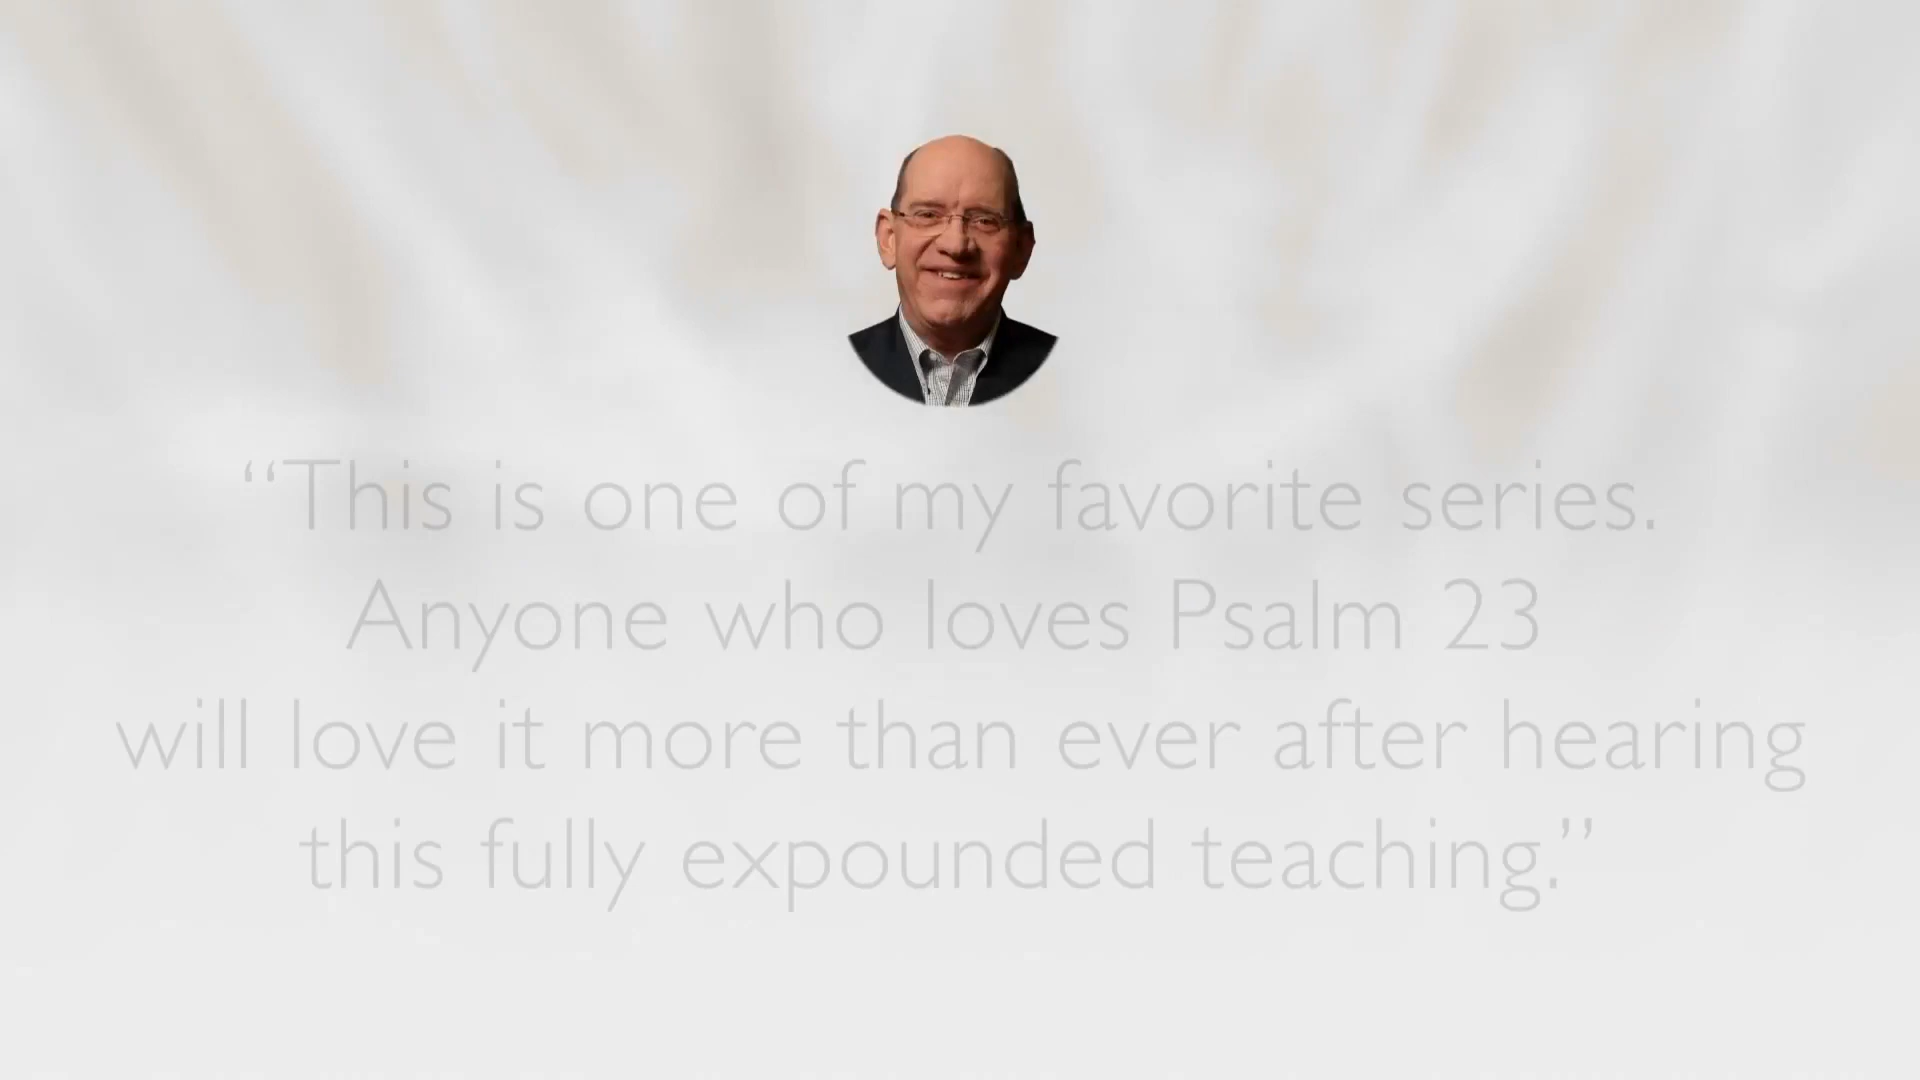 “This is one of my favorite series.
Anyone who loves Psalm 23
will love it more than ever after hearing
this fully expounded teaching.”